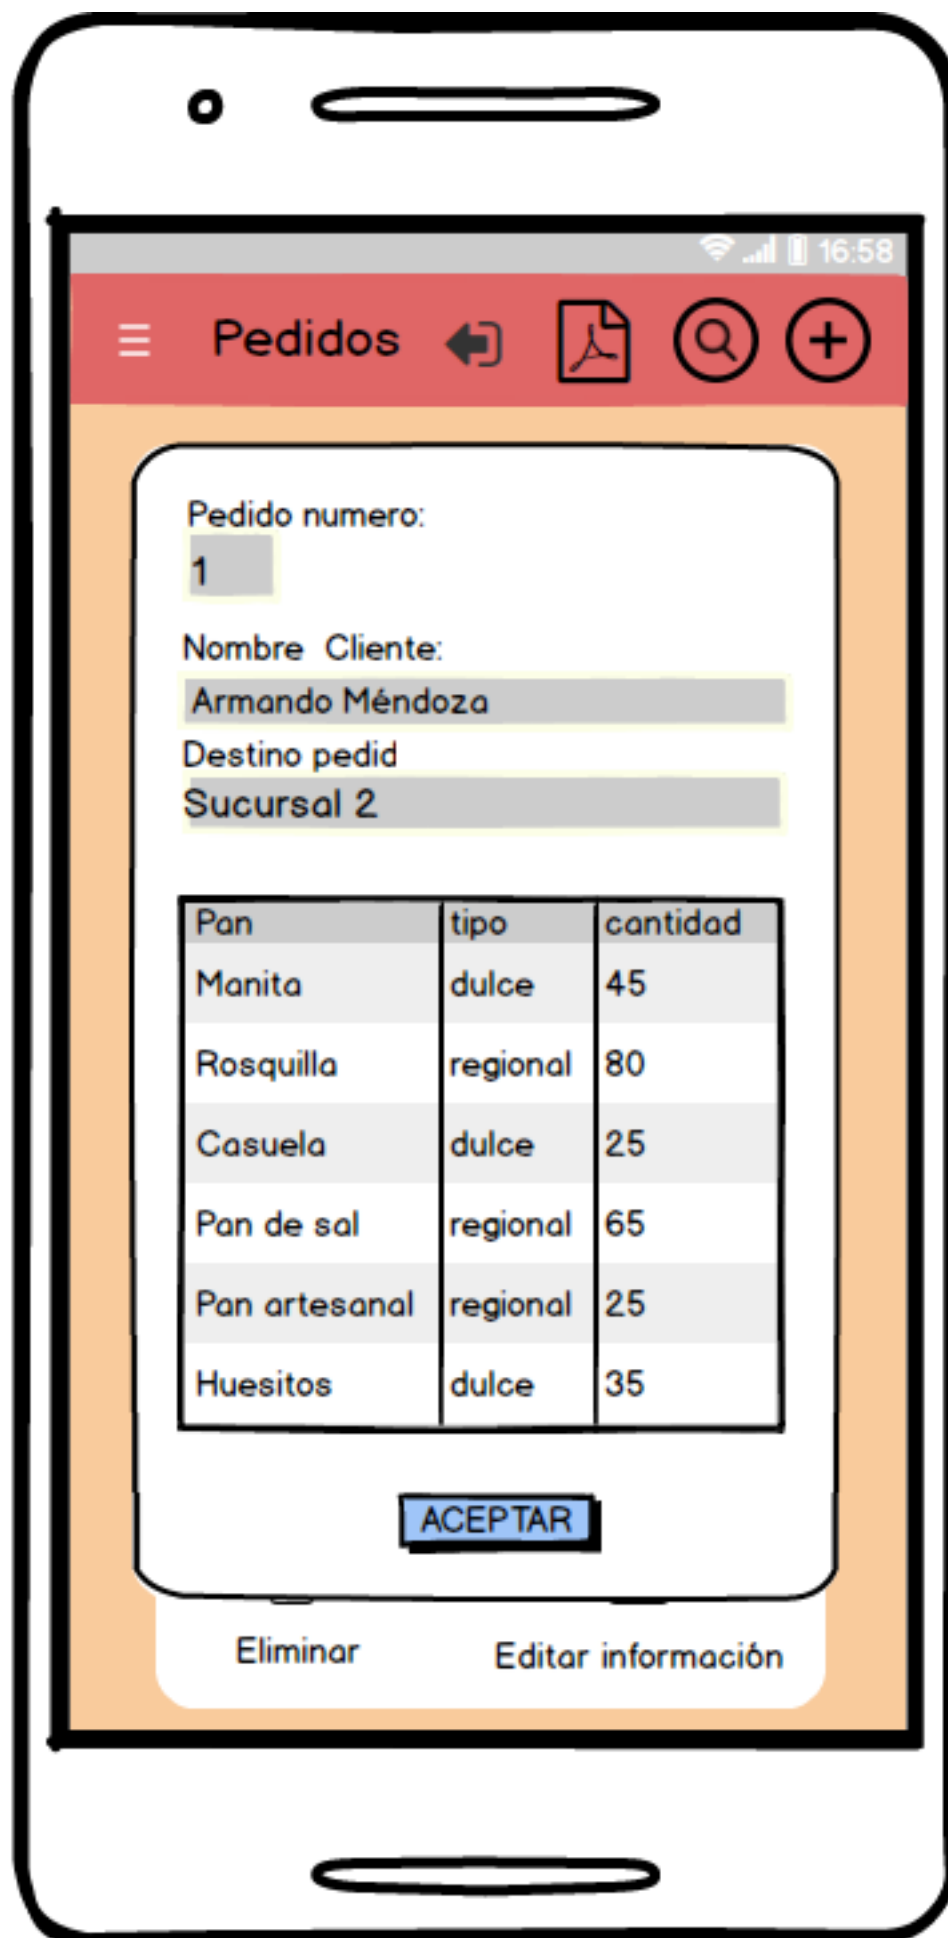 16:58
Pedidos
Pedido numero:
1
Nombre Cliente:
Armando Méndoza
Destino pedid
Sucursal 2
Pan tipo cantidad
Manita dulce 45
Rosquilla regional 80
Casuela dulce 25
Pan de sal regional 65
Pan artesanal regional 25
Huesitos dulce 35
ACEPTAR
Eliminar Editar información